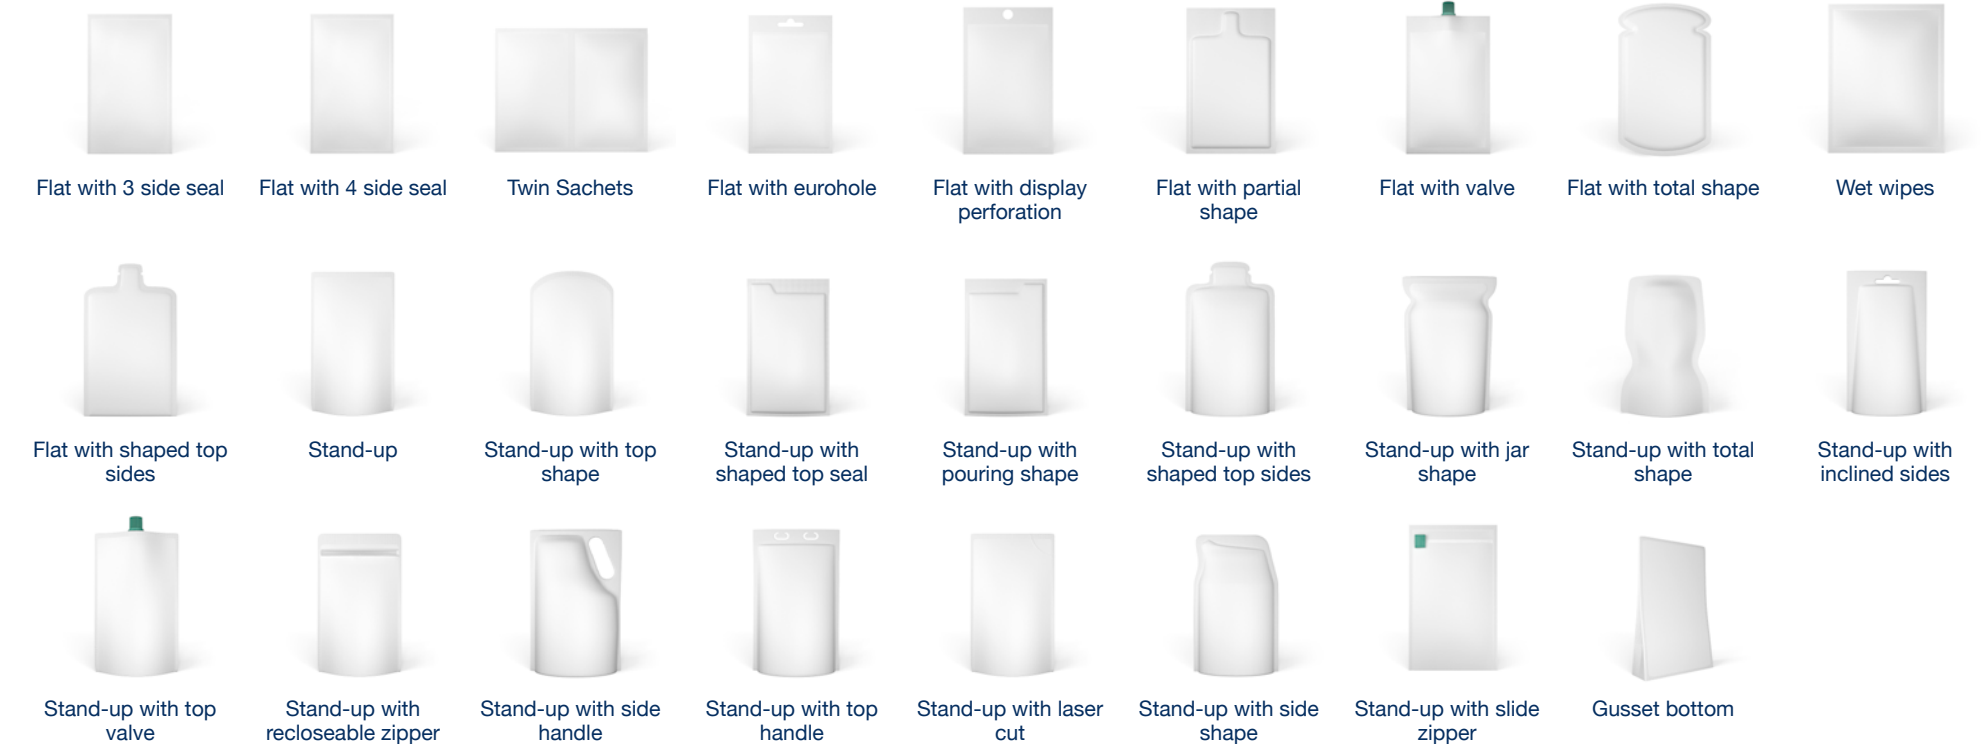 Flat with 3 side seal
Flat with 4 side seal
Twin Sachets
Flat with eurohole
Flat with display
perforation
Flat with partial
shape
Flat with valve
Flat with total shape
Wet wipes
Flat with shaped top
sides
Stand-up
Stand-up with top
shape
Stand-up with
shaped top seal
Stand-up with
pouring shape
Stand-up with
shaped top sides
Stand-up with jar
shape
Stand-up with total
shape
Stand-up with
inclined sides
Stand-up with top
valve
Stand-up with
recloseable zipper
Stand-up with side
handle
Stand-up with top
handle
Stand-up with laser
cut
Stand-up with side
shape
Stand-up with slide
zipper
Gusset bottom